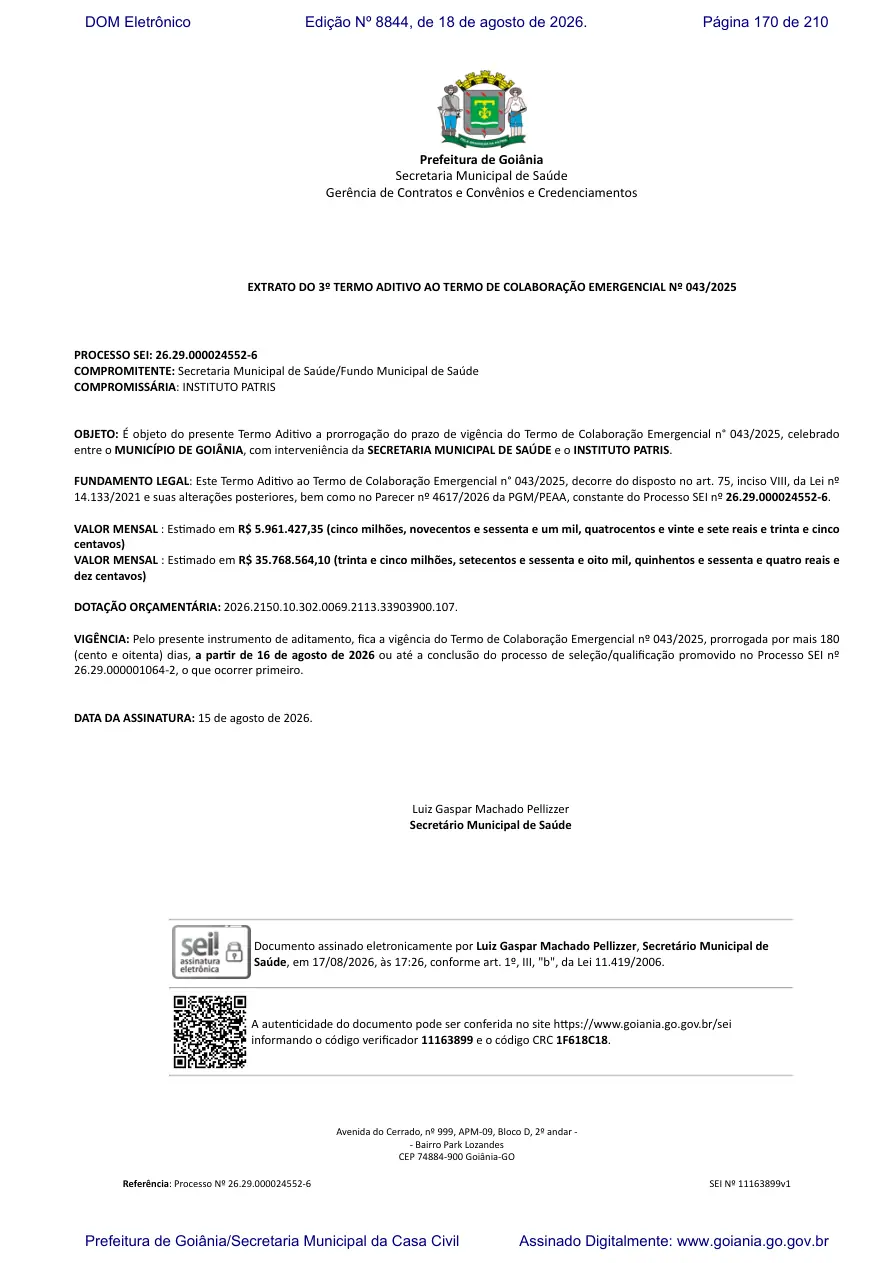 DOM Eletrônico Edição Nº 8844, de 18 de agosto de 2026. Página 170 de 210
Prefeitura de Goiânia
Secretaria Municipal de Saúde
Gerência de Contratos e Convênios e Credenciamentos
EXTRATO DO 3º TERMO ADITIVO AO TERMO DE COLABORAÇÃO EMERGENCIAL Nº 043/2025
PROCESSO SEI: 26.29.000024552-6
COMPROMITENTE: Secretaria Municipal de Saúde/Fundo Municipal de Saúde
COMPROMISSÁRIA: INSTITUTO PATRIS
OBJETO: É objeto do presente Termo Aditivo a prorrogação do prazo de vigência do Termo de Colaboração Emergencial n° 043/2025, celebrado
entre o MUNICÍPIO DE GOIÂNIA, com interveniência da SECRETARIA MUNICIPAL DE SAÚDE e o INSTITUTO PATRIS.
FUNDAMENTO LEGAL: Este Termo Aditivo ao Termo de Colaboração Emergencial n° 043/2025, decorre do disposto no art. 75, inciso VIII, da Lei nº
14.133/2021 e suas alterações posteriores, bem como no Parecer nº 4617/2026 da PGM/PEAA, constante do Processo SEI nº 26.29.000024552-6.
VALOR MENSAL : Estimado em R$ 5.961.427,35 (cinco milhões, novecentos e sessenta e um mil, quatrocentos e vinte e sete reais e trinta e cinco
centavos)
VALOR MENSAL : Estimado em R$ 35.768.564,10 (trinta e cinco milhões, setecentos e sessenta e oito mil, quinhentos e sessenta e quatro reais e
dez centavos)
DOTAÇÃO ORÇAMENTÁRIA: 2026.2150.10.302.0069.2113.33903900.107.
VIGÊNCIA: Pelo presente instrumento de aditamento, fica a vigência do Termo de Colaboração Emergencial nº 043/2025, prorrogada por mais 180
(cento e oitenta) dias, a partir de 16 de agosto de 2026 ou até a conclusão do processo de seleção/qualificação promovido no Processo SEI nº
26.29.000001064-2, o que ocorrer primeiro.
DATA DA ASSINATURA: 15 de agosto de 2026.
Luiz Gaspar Machado Pellizzer
Secretário Municipal de Saúde
sei!
assinatura
eletrônica
Documento assinado eletronicamente por Luiz Gaspar Machado Pellizzer, Secretário Municipal de
Saúde, em 17/08/2026, às 17:26, conforme art. 1º, III, "b", da Lei 11.419/2006.
A autenticidade do documento pode ser conferida no site https://www.goiania.go.gov.br/sei
informando o código verificador 11163899 e o código CRC 1F618C18.
Avenida do Cerrado, nº 999, APM-09, Bloco D, 2º andar -
- Bairro Park Lozandes
CEP 74884-900 Goiânia-GO
Referência: Processo Nº 26.29.000024552-6 SEI Nº 11163899v1
Prefeitura de Goiânia/Secretaria Municipal da Casa Civil Assinado Digitalmente: www.goiania.go.gov.br